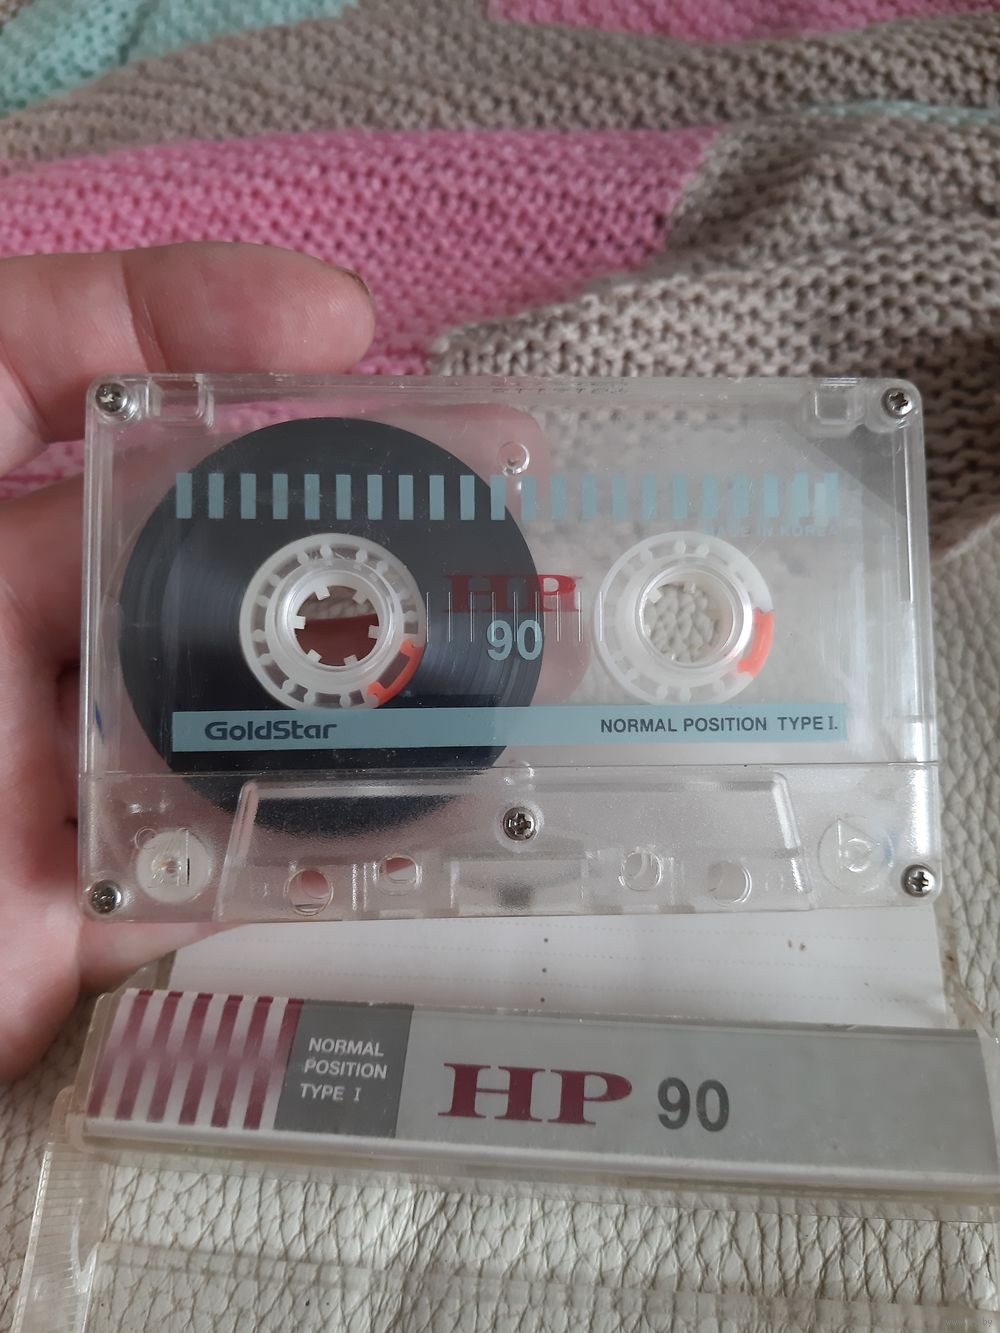 MADE IN KOREA
HP
90
GoldStar
NORMAL POSITION TYPE I.
NORMAL
POSITION
TYPE I
HP 90